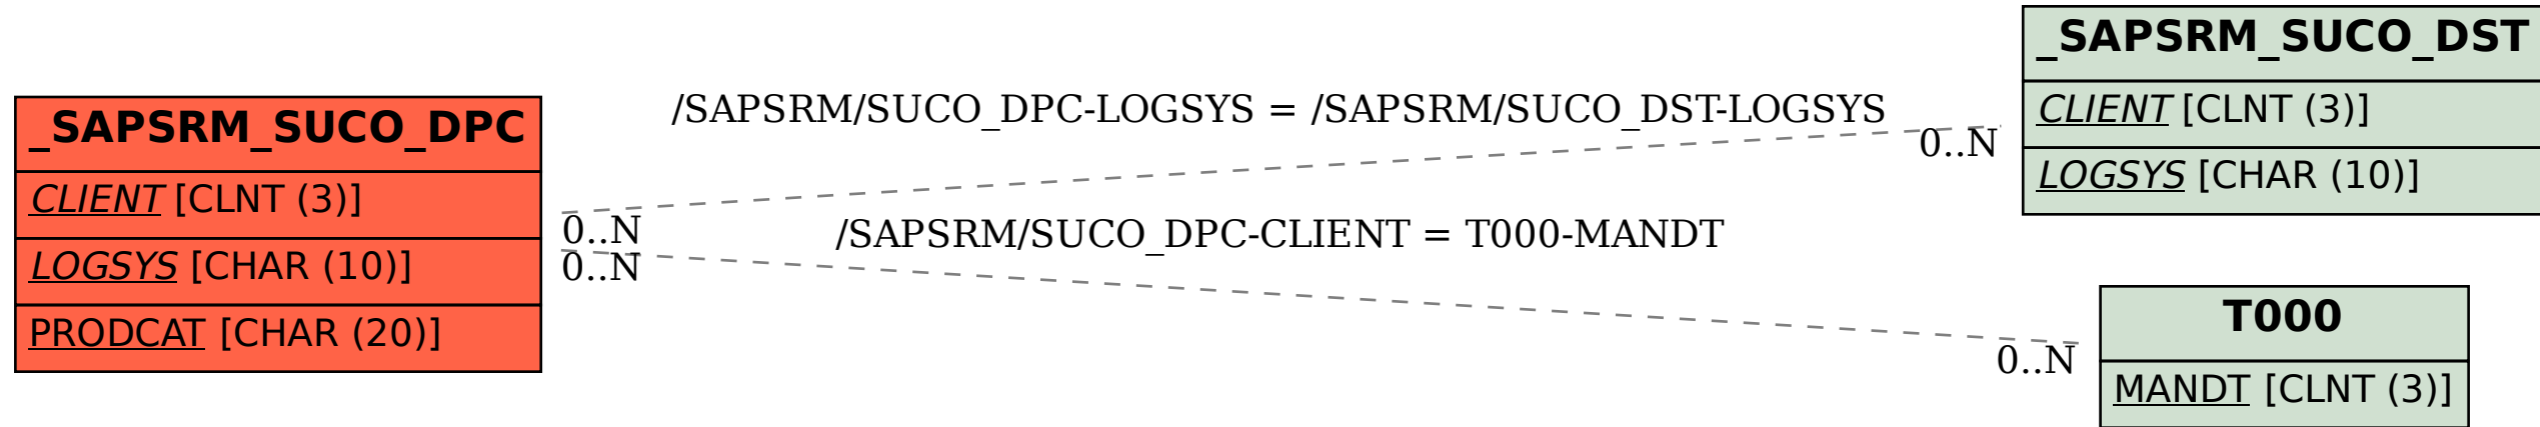 _SAPSRM_SUCO_DPC
CLIENT [CLNT (3)]
LOGSYS [CHAR (10)]
PRODCAT [CHAR (20)]
/SAPSRM/SUCO_DPC-LOGSYS = /SAPSRM/SUCO_DST-LOGSYS
0..N
0..N
/SAPSRM/SUCO_DPC-CLIENT = T000-MANDT
0..N
0..N
_SAPSRM_SUCO_DST
CLIENT [CLNT (3)]
LOGSYS [CHAR (10)]
T000
MANDT [CLNT (3)]